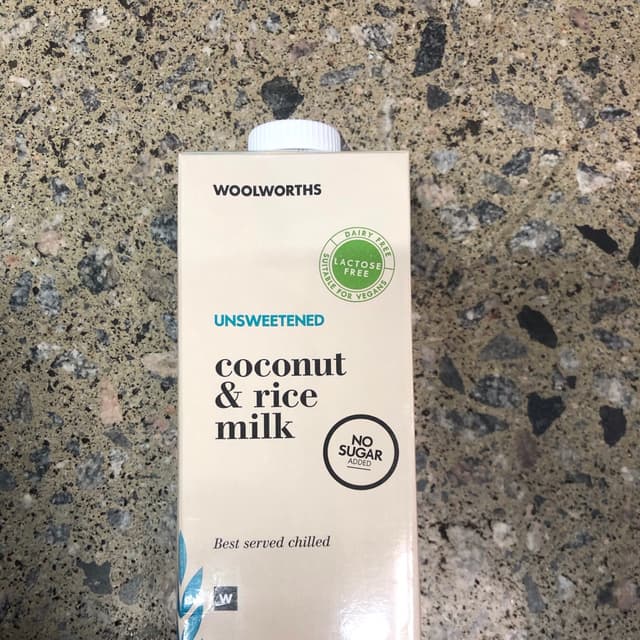 WOOLWORTHS
DAIRY FREE
LACTOSE
FREE
SUITABLE FOR VEGANS
UNSWEETENED
coconut
& rice
milk
NO
SUGAR
ADDED
Best served chilled
W